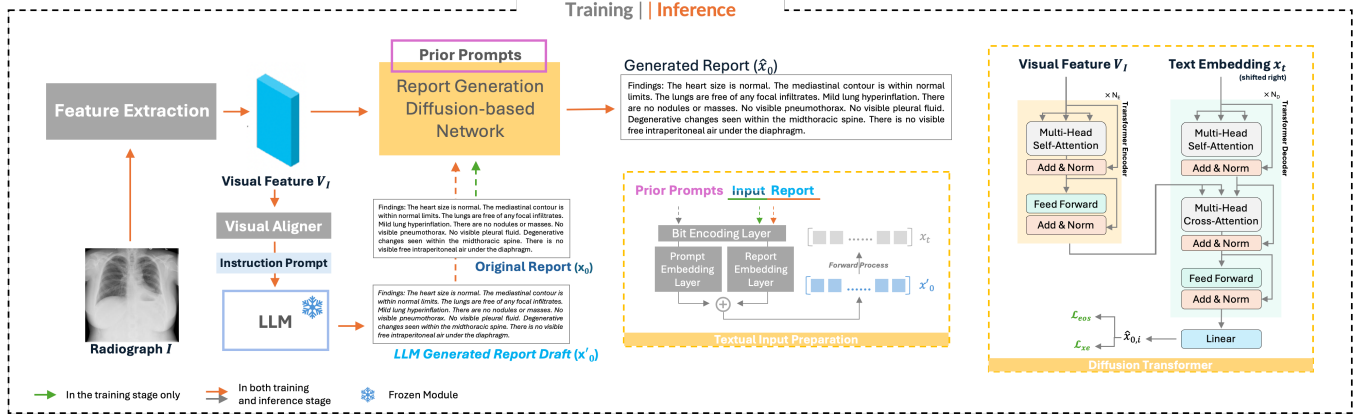 Training || Inference
Feature Extraction
Visual Feature V_I
Visual Aligner
Instruction Prompt
LLM
Radiograph I
Prior Prompts
Report Generation
Diffusion-based
Network
Findings: The heart size is normal. The mediastinal contour is
within normal limits. The lungs are free of any focal infiltrates.
Mild lung hyperinflation. There are no nodules or masses. No
visible pneumothorax. No visible pleural fluid. Degenerative
changes seen within the midthoracic spine. There is no
visible free intraperitoneal air under the diaphragm.
Original Report (x₀)
Findings: The heart size is normal. The mediastinal contour is
within normal limits. The lungs are free of any focal infiltrates.
Mild lung hyperinflation. There are no nodules or masses. No
visible pneumothorax. No visible pleural fluid. Degenerative
changes seen within the midthoracic spine. There is no visible
free intraperitoneal air under the diaphragm.
LLM Generated Report Draft (x'₀)
Generated Report (x̂₀)
Findings: The heart size is normal. The mediastinal contour is within normal
limits. The lungs are free of any focal infiltrates. Mild lung hyperinflation. There
are no nodules or masses. No visible pneumothorax. No visible pleural fluid.
Degenerative changes seen within the midthoracic spine. There is no visible
free intraperitoneal air under the diaphragm.
Prior Prompts Input Report
Bit Encoding Layer
Prompt
Embedding
Layer
Report
Embedding
Layer
[ ...... ] x_t
Forward Process
[ ...... ] x'₀
Textual Input Preparation
Visual Feature V_I
× N_E
Transformer Encoder
Multi-Head
Self-Attention
Add & Norm
Feed Forward
Add & Norm
Text Embedding x_t
(shifted right)
× N_D
Transformer Decoder
Multi-Head
Self-Attention
Add & Norm
Multi-Head
Cross-Attention
Add & Norm
Feed Forward
Add & Norm
Linear
x̂₀,ᵢ
ℒ_eos
ℒ_xe
Diffusion Transformer
In the training stage only
In both training
and inference stage
Frozen Module